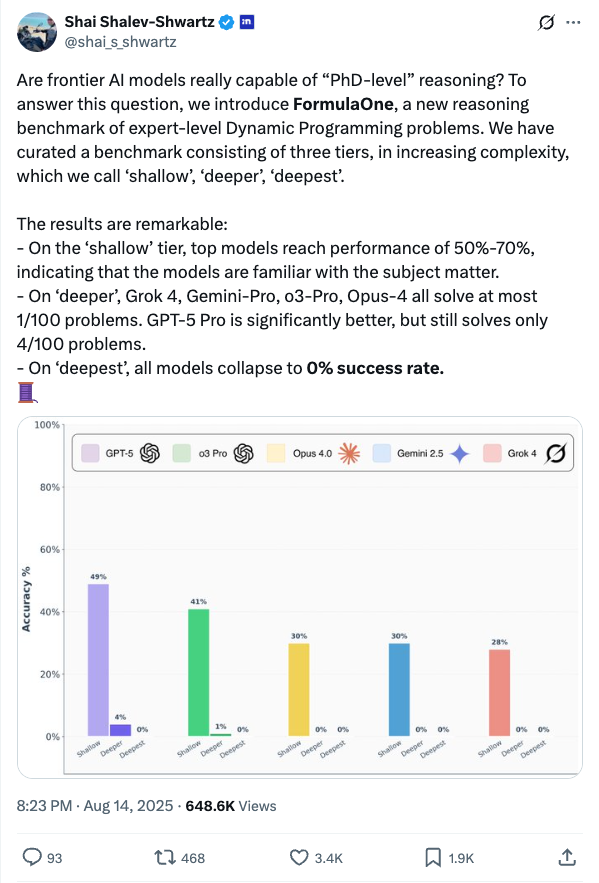 Shai Shalev-Shwartz
@shai_s_shwartz
Are frontier AI models really capable of “PhD-level” reasoning? To
answer this question, we introduce FormulaOne, a new reasoning
benchmark of expert-level Dynamic Programming problems. We have
curated a benchmark consisting of three tiers, in increasing complexity,
which we call ‘shallow’, ‘deeper’, ‘deepest’.
The results are remarkable:
- On the ‘shallow’ tier, top models reach performance of 50%-70%,
indicating that the models are familiar with the subject matter.
- On ‘deeper’, Grok 4, Gemini-Pro, o3-Pro, Opus-4 all solve at most
1/100 problems. GPT-5 Pro is significantly better, but still solves only
4/100 problems.
- On ‘deepest’, all models collapse to 0% success rate.
100%
GPT-5 o3 Pro Opus 4.0 Gemini 2.5 Grok 4
80%
60%
40%
20%
0%
Accuracy %
49% 4% 0%
41% 1% 0%
30% 0% 0%
30% 0% 0%
28% 0% 0%
Shallow Deeper Deepest
Shallow Deeper Deepest
Shallow Deeper Deepest
Shallow Deeper Deepest
Shallow Deeper Deepest
8:23 PM · Aug 14, 2025 · 648.6K Views
93 468 3.4K 1.9K